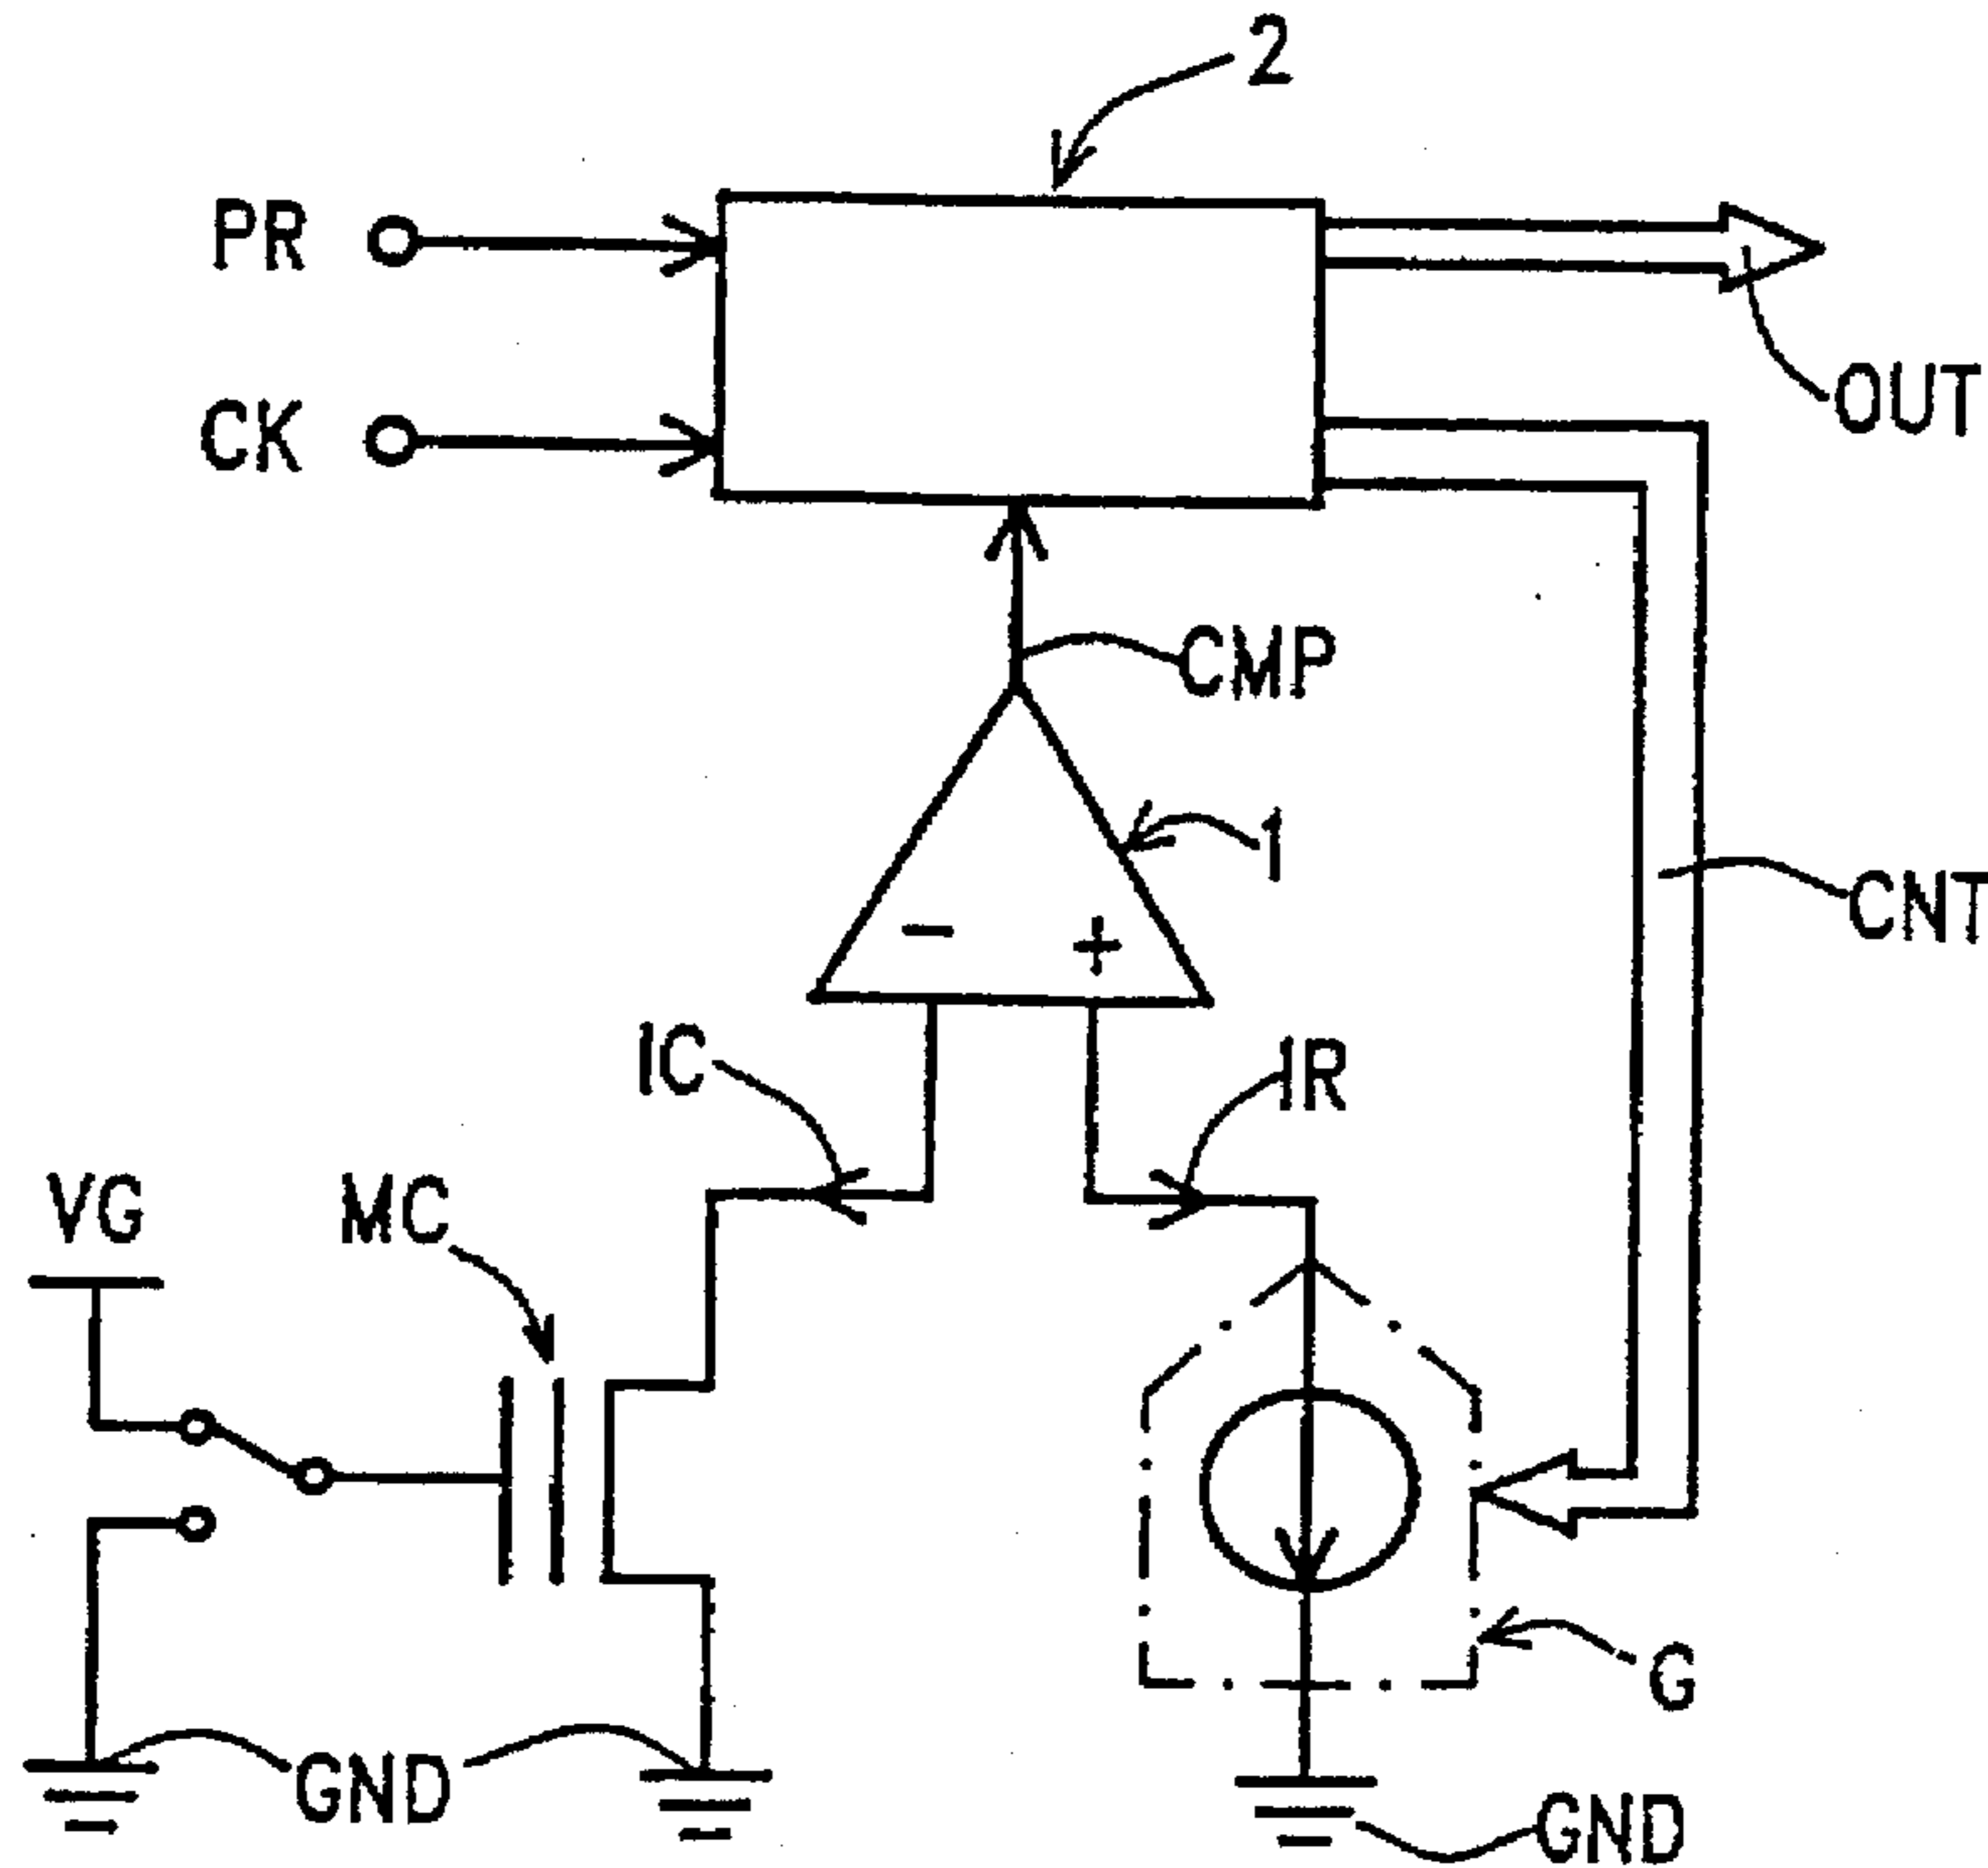 2
PR
OUT
CK
CMP
1
CNT
- +
IC
IR
VG
MC
G
GND
GND